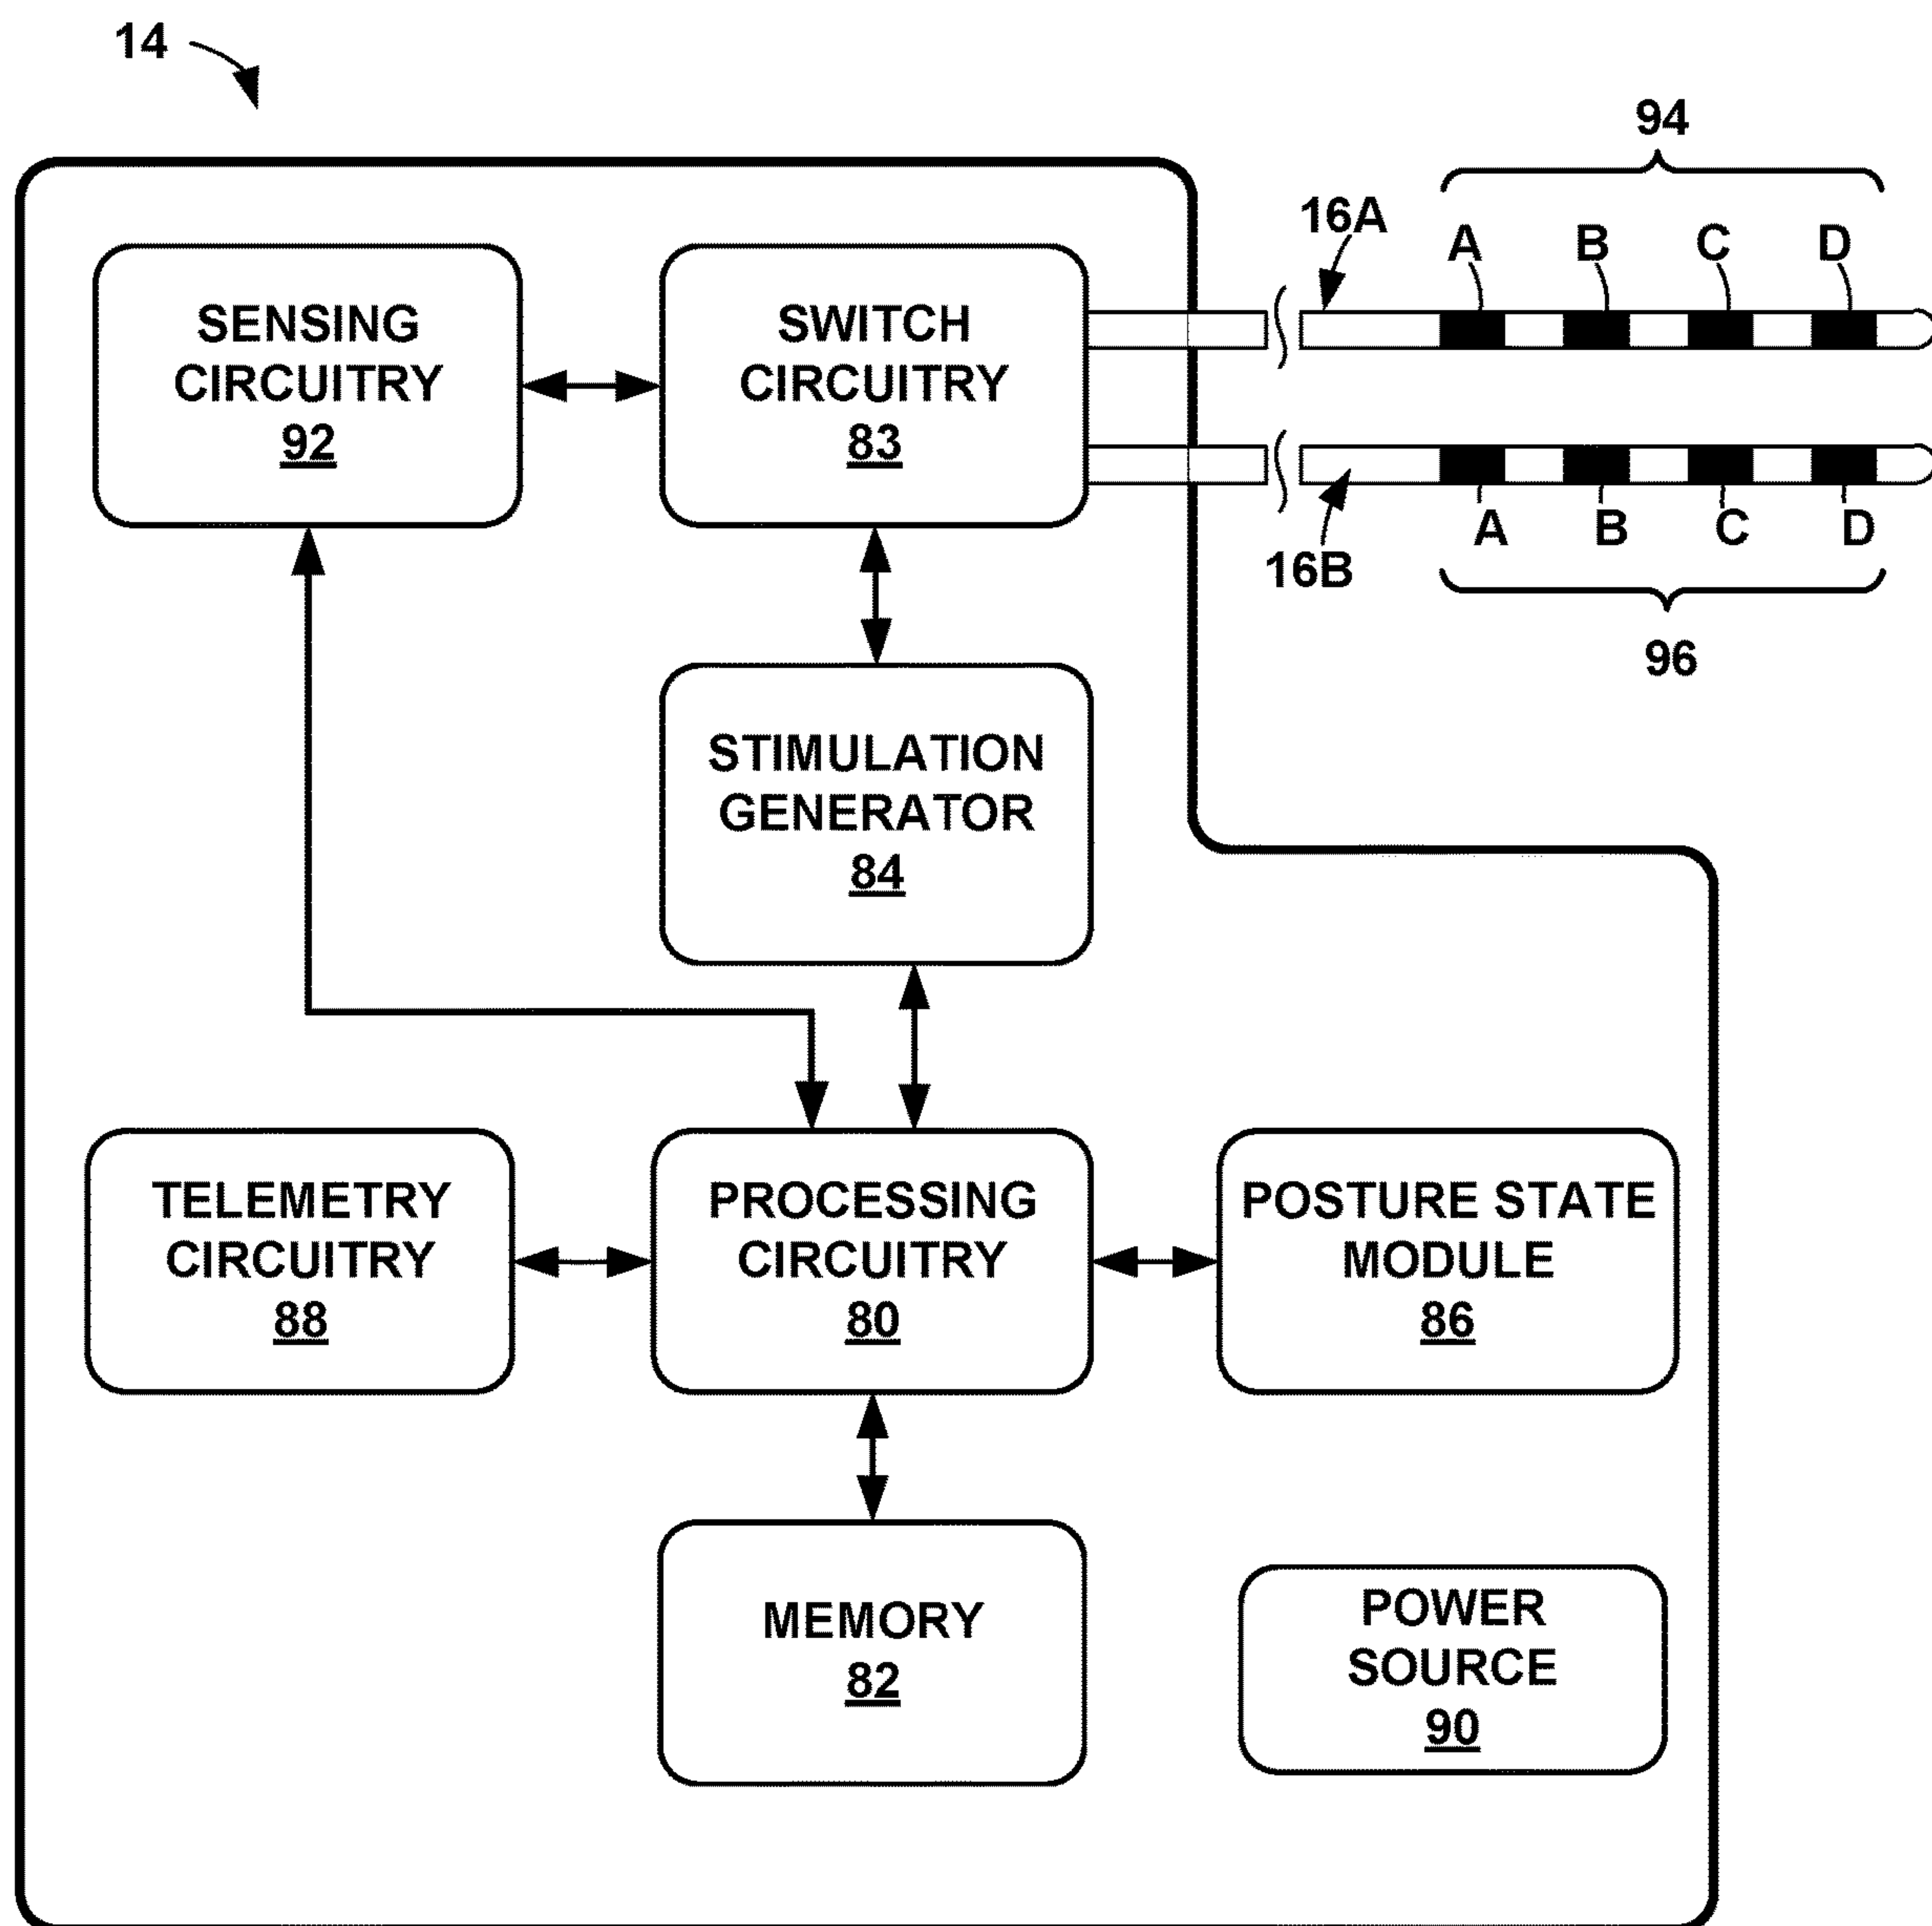 14
94
16A
A B C D
SENSING
CIRCUITRY
92
SWITCH
CIRCUITRY
83
A B C D
16B
96
STIMULATION
GENERATOR
84
TELEMETRY
CIRCUITRY
88
PROCESSING
CIRCUITRY
80
POSTURE STATE
MODULE
86
MEMORY
82
POWER
SOURCE
90